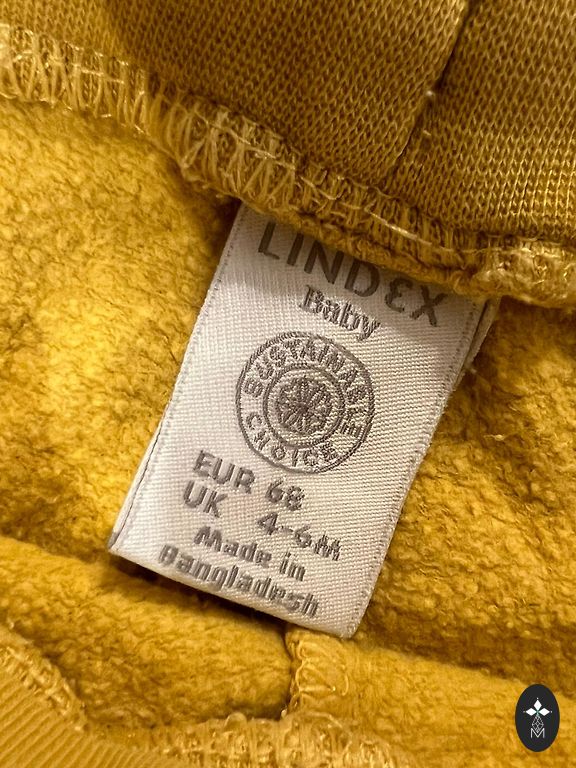 LINDEX
Baby
SUSTAINABLE
CHOICE
EUR 68
UK 4-6M
Made in
Bangladesh
M